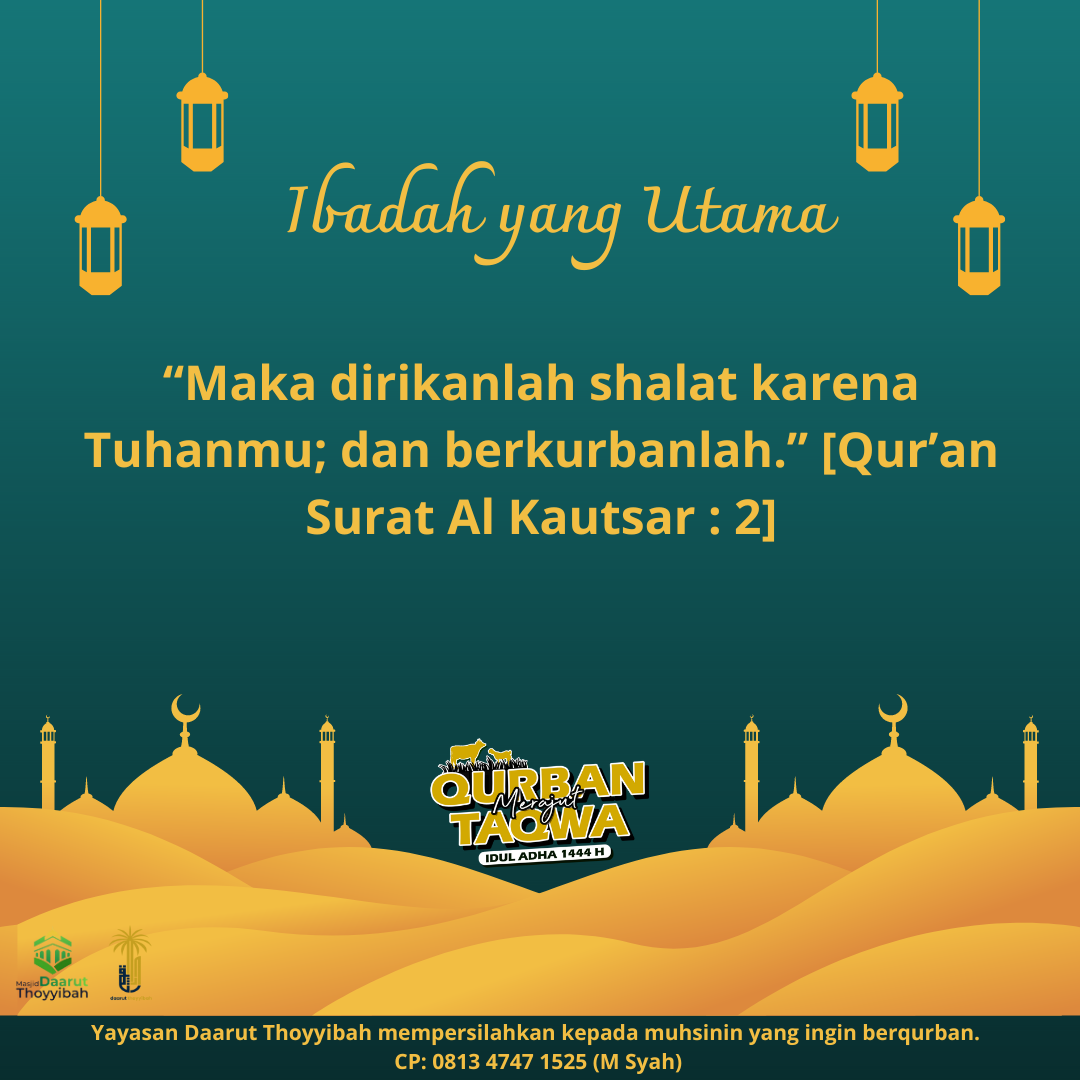 Ibadah yang Utama
“Maka dirikanlah shalat karena
Tuhanmu; dan berkurbanlah.” [Qur’an
Surat Al Kautsar : 2]
QURBAN
Merajut
TAQWA
IDUL ADHA 1444 H
Masjid Daarut
Thoyyibah
daarut thoyyibah
Yayasan Daarut Thoyyibah mempersilahkan kepada muhsinin yang ingin berqurban.
CP: 0813 4747 1525 (M Syah)